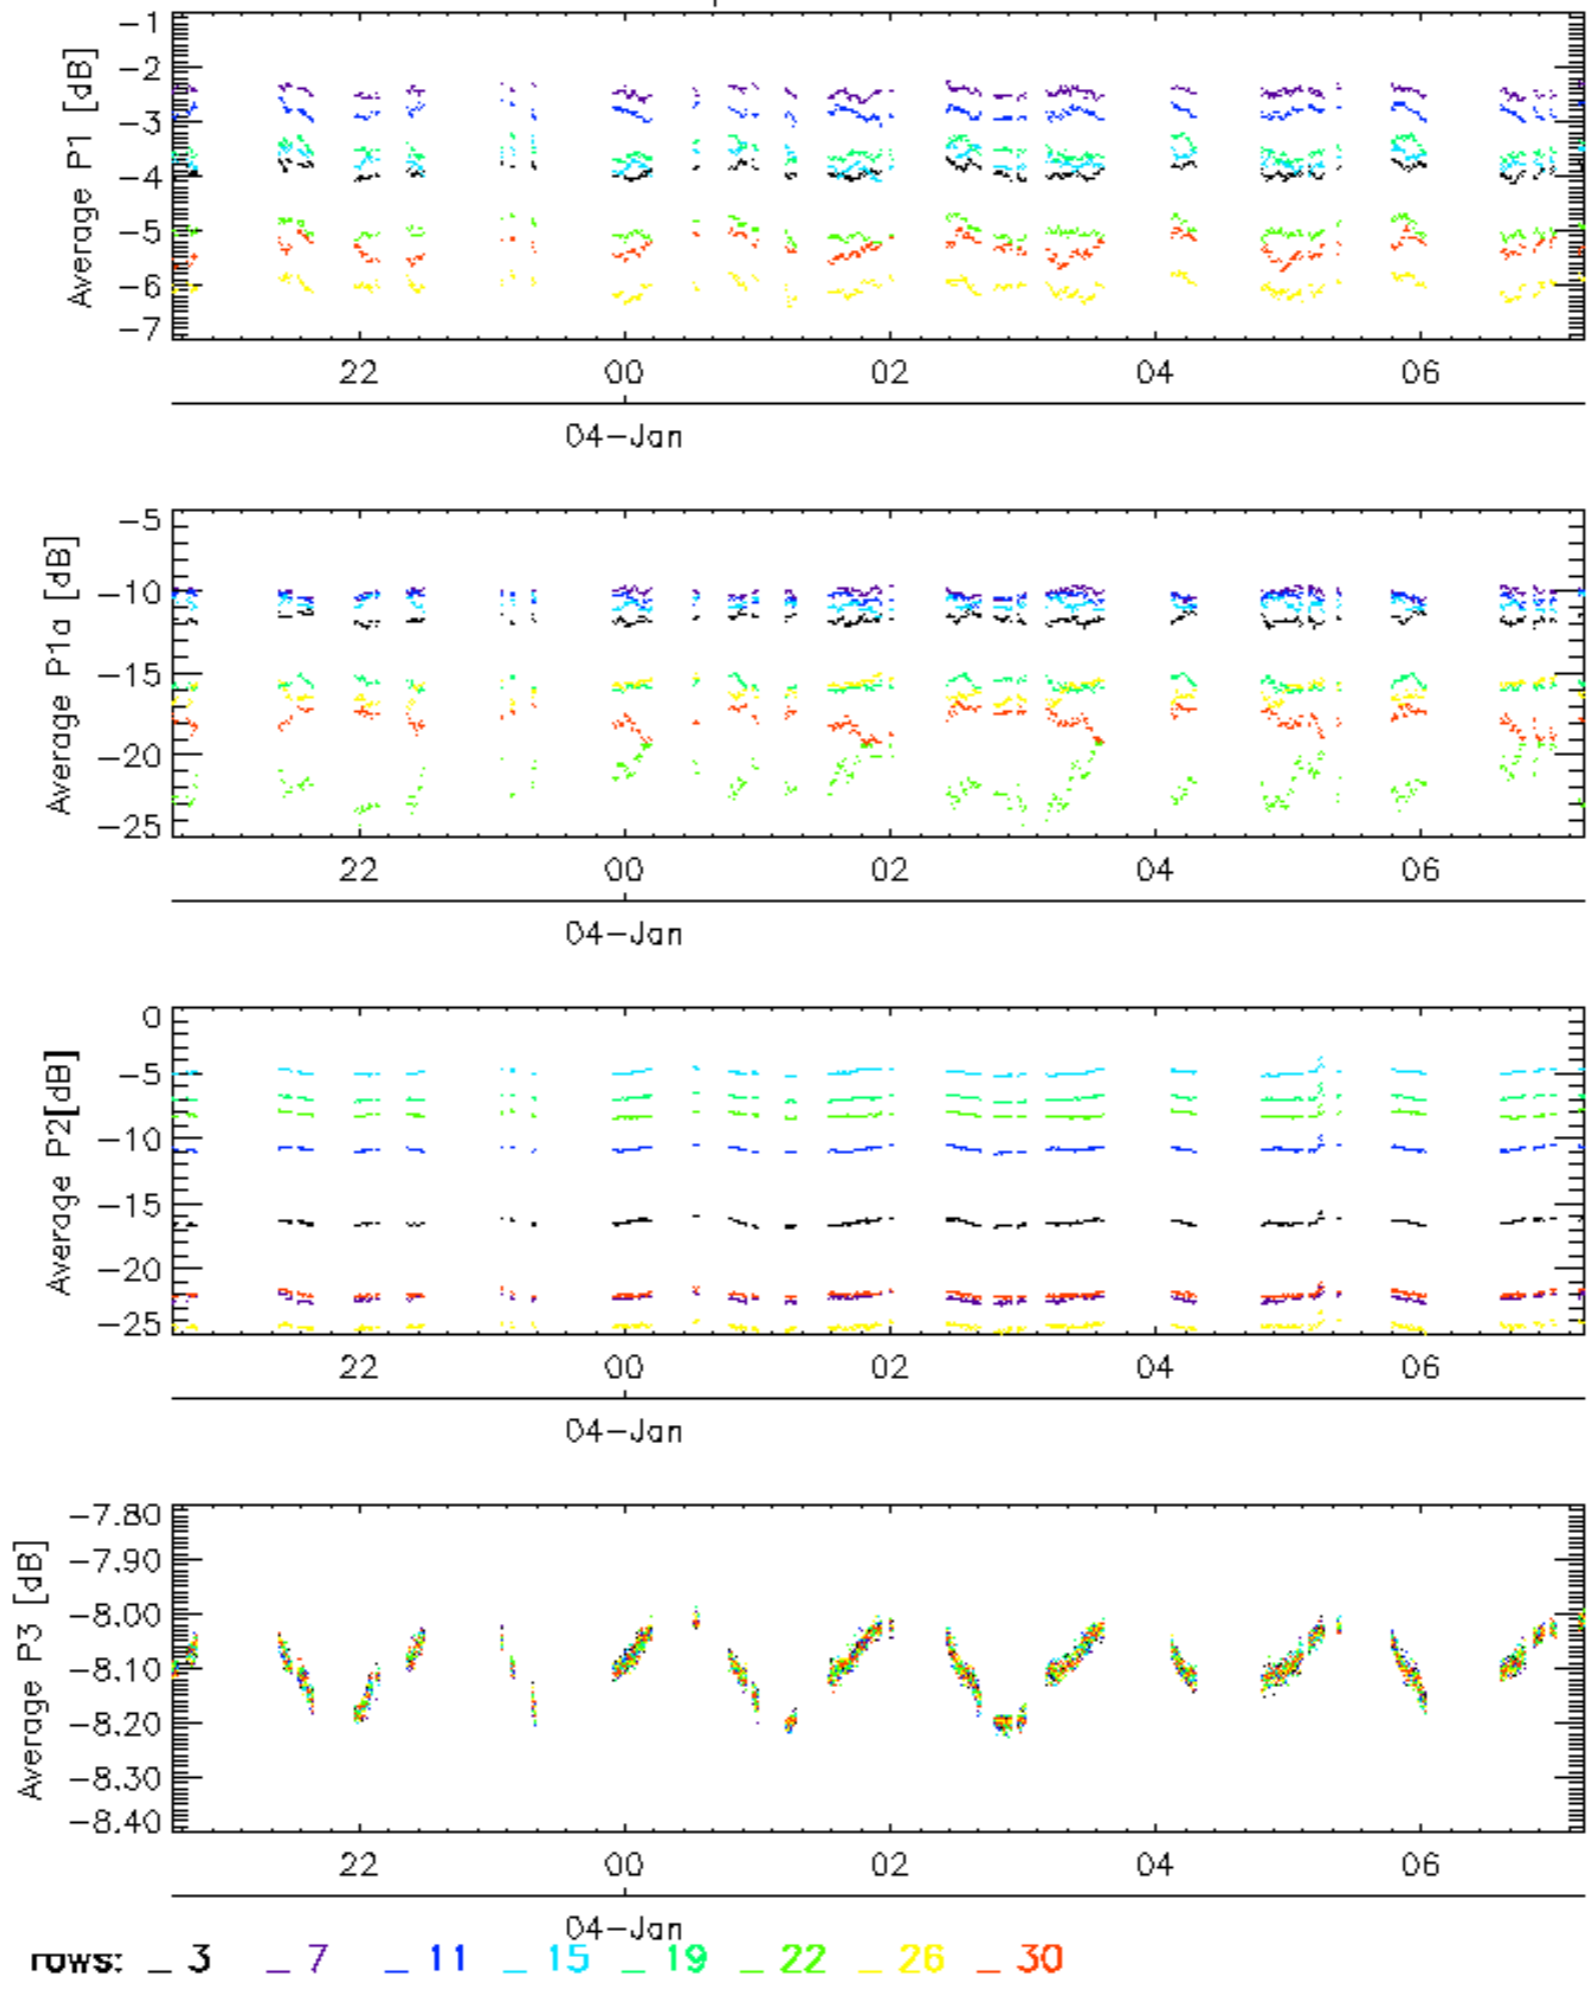 Average P1 [dB]
-1
-2
-3
-4
-5
-6
-7
22 00 02 04 06
04-Jan
Average P1a [dB]
-5
-10
-15
-20
-25
22 00 02 04 06
04-Jan
Average P2[dB]
0
-5
-10
-15
-20
-25
22 00 02 04 06
04-Jan
Average P3 [dB]
-7.80
-7.90
-8.00
-8.10
-8.20
-8.30
-8.40
22 00 02 04 06
04-Jan
rows: _ 3 _ 7 _ 11 _ 15 _ 19 _ 22 _ 26 _ 30